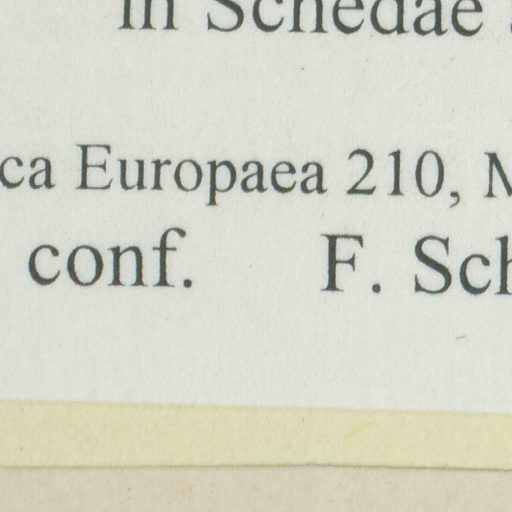 in Schedae
ca Europaea 210, M
conf. F. Sch